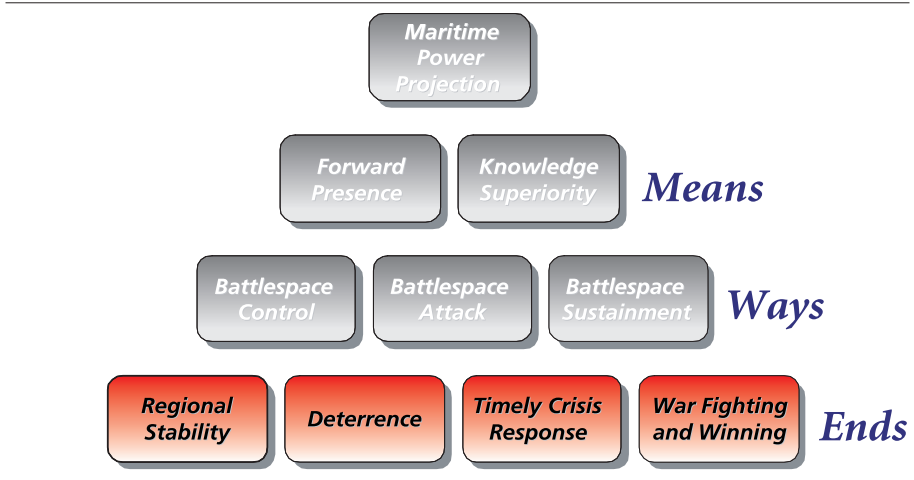 Maritime
Power
Projection
Forward
Presence
Knowledge
Superiority
Means
Battlespace
Control
Battlespace
Attack
Battlespace
Sustainment
Ways
Regional
Stability
Deterrence
Timely Crisis
Response
War Fighting
and Winning
Ends